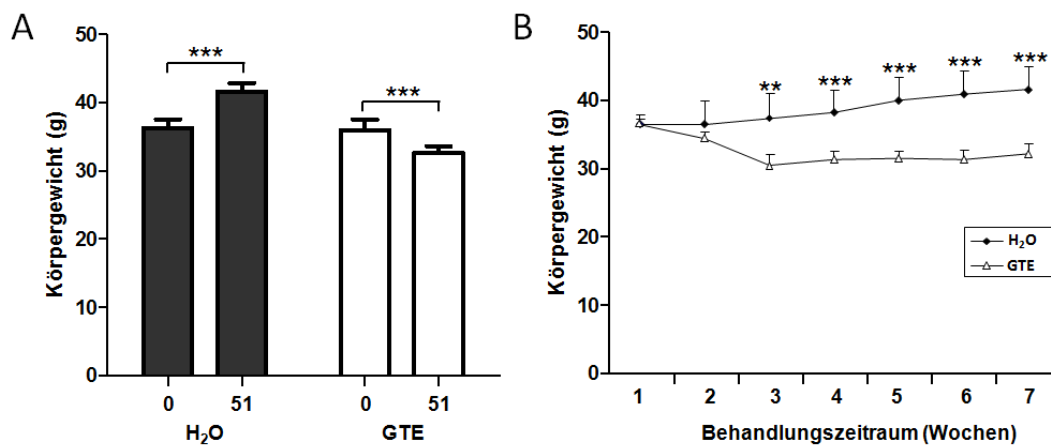 A
Körpergewicht (g)
50
40
30
20
10
0
***
***
0 51 0 51
H₂O GTE
B
Körpergewicht (g)
50
40
30
20
10
0
** *** *** *** ***
H₂O
GTE
1 2 3 4 5 6 7
Behandlungszeitraum (Wochen)